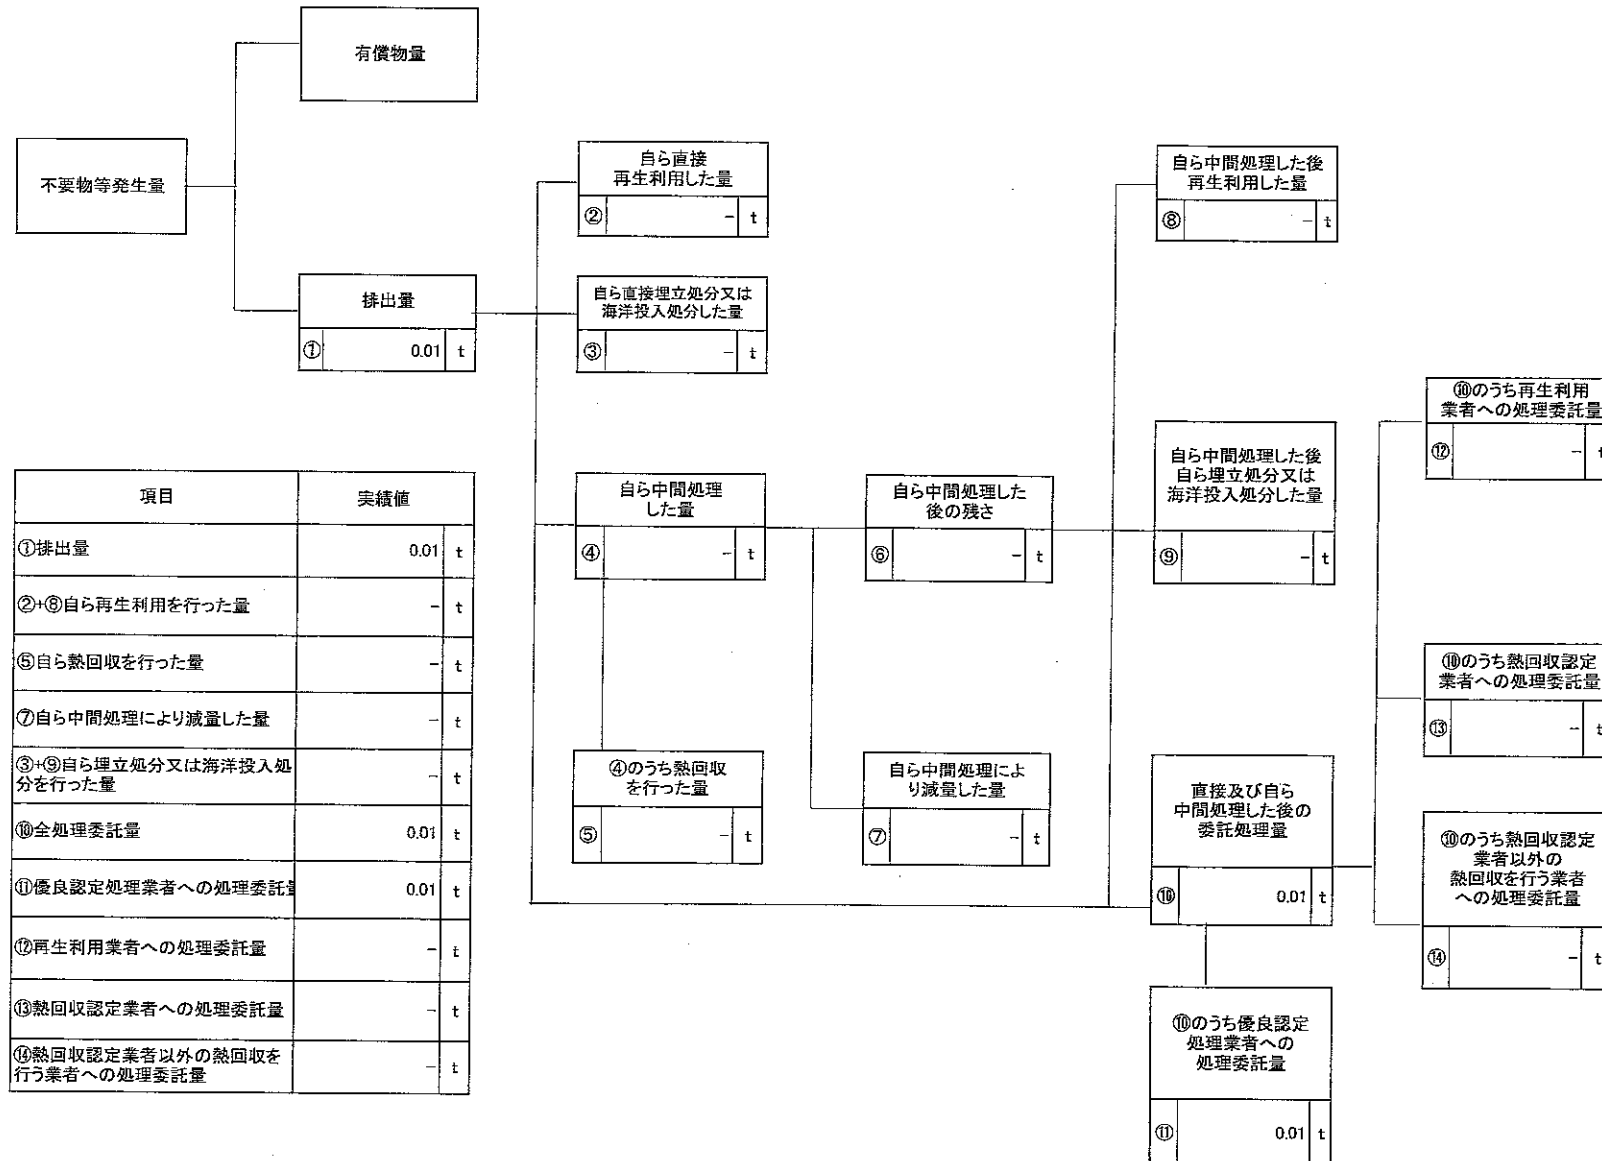 有償物量
不要物等発生量
排出量
① 0.01 t
自ら直接
再生利用した量
② － t
自ら直接埋立処分又は
海洋投入処分した量
③ － t
自ら中間処理
した量
④ － t
④のうち熱回収
を行った量
⑤ － t
自ら中間処理した
後の残さ
⑥ － t
自ら中間処理によ
り減量した量
⑦ － t
自ら中間処理した後
再生利用した量
⑧ － t
自ら中間処理した後
自ら埋立処分又は
海洋投入処分した量
⑨ － t
直接及び自ら
中間処理した後の
委託処理量
⑩ 0.01 t
⑩のうち優良認定
処理業者への
処理委託量
⑪ 0.01 t
⑩のうち再生利用
業者への処理委託量
⑫ － t
⑩のうち熱回収認定
業者への処理委託量
⑬ － t
⑩のうち熱回収認定
業者以外の
熱回収を行う業者
への処理委託量
⑭ － t
項目 実績値
①排出量 0.01 t
②+⑧自ら再生利用を行った量 － t
⑤自ら熱回収を行った量 － t
⑦自ら中間処理により減量した量 － t
③+⑨自ら埋立処分又は海洋投入処
分を行った量 － t
⑩全処理委託量 0.01 t
⑪優良認定処理業者への処理委託量 0.01 t
⑫再生利用業者への処理委託量 － t
⑬熱回収認定業者への処理委託量 － t
⑭熱回収認定業者以外の熱回収を
行う業者への処理委託量 － t